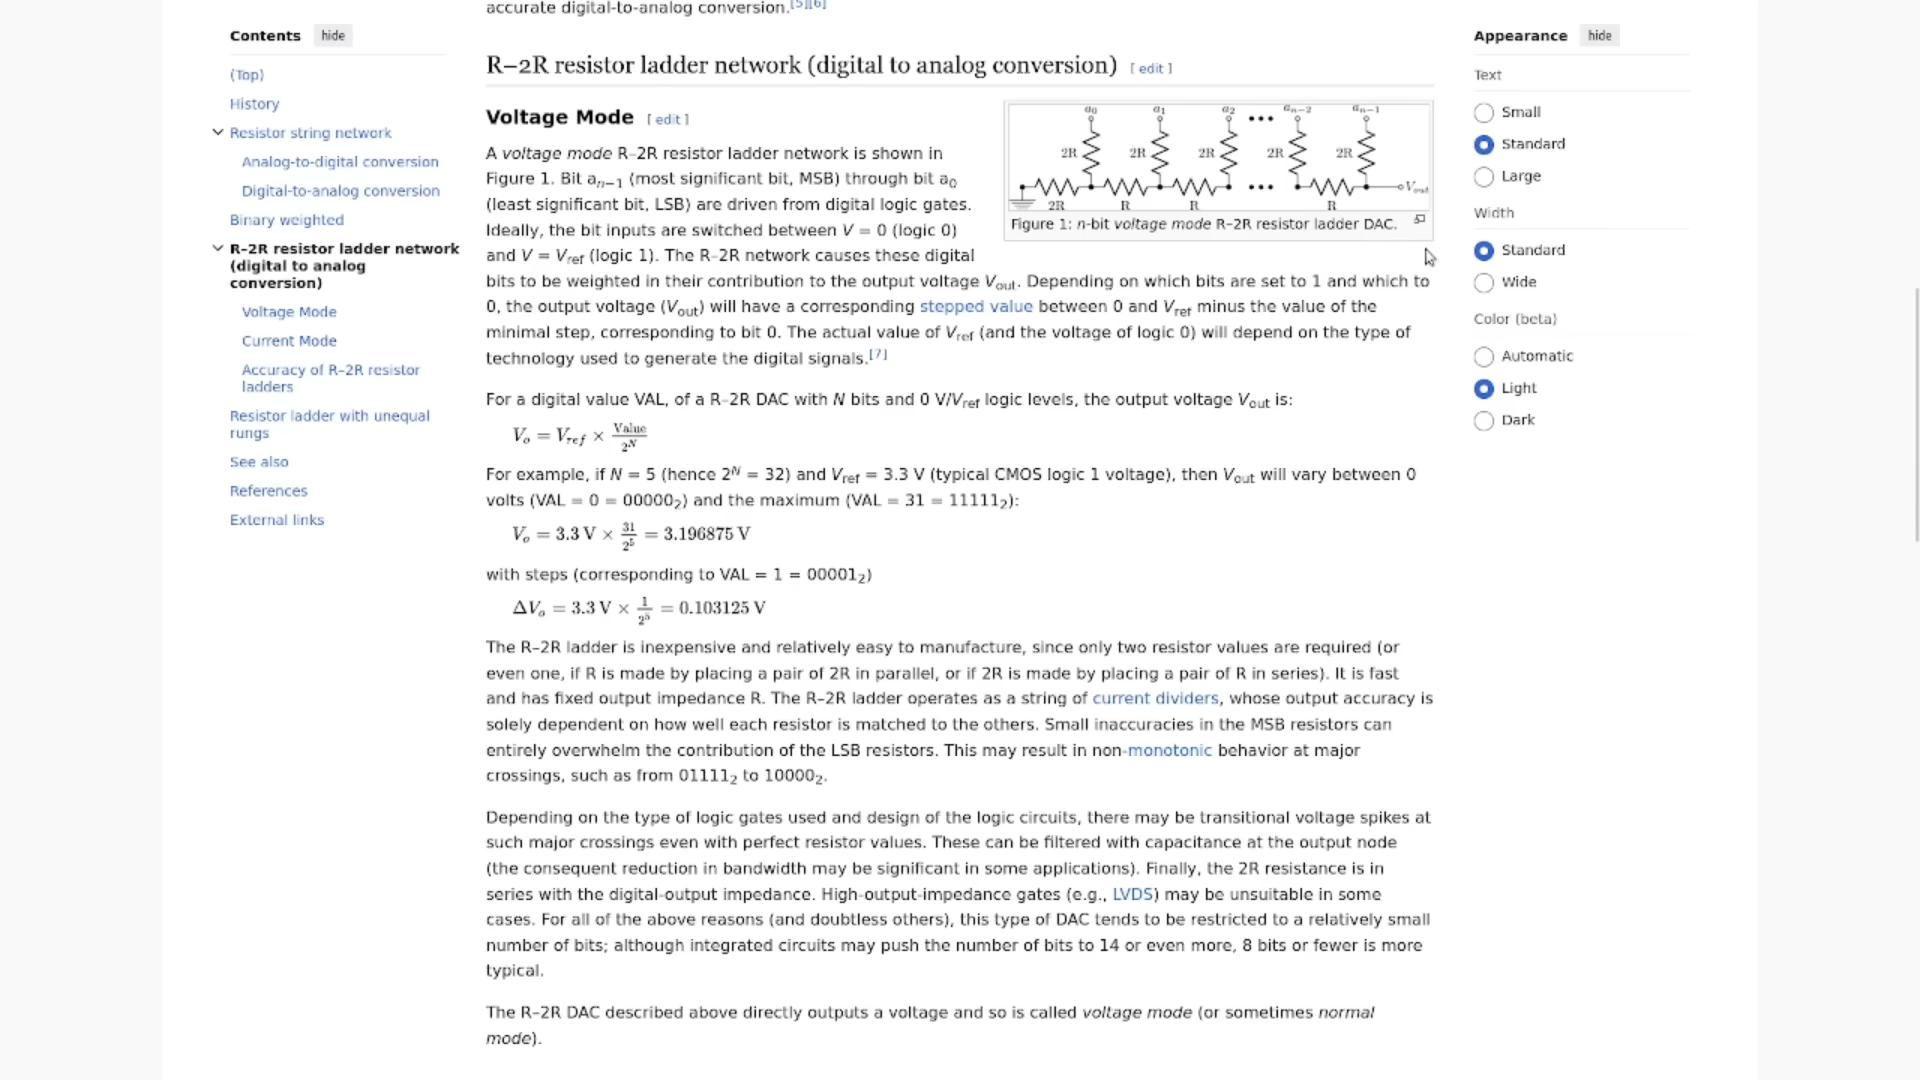 accurate digital-to-analog conversion.[5][6]
Contents hide
(Top)
History
Resistor string network
Analog-to-digital conversion
Digital-to-analog conversion
Binary weighted
R–2R resistor ladder network
(digital to analog
conversion)
Voltage Mode
Current Mode
Accuracy of R–2R resistor
ladders
Resistor ladder with unequal
rungs
See also
References
External links
R–2R resistor ladder network (digital to analog conversion) [ edit ]
Voltage Mode [ edit ]
A voltage mode R–2R resistor ladder network is shown in
Figure 1. Bit aₙ₋₁ (most significant bit, MSB) through bit a₀
(least significant bit, LSB) are driven from digital logic gates.
Ideally, the bit inputs are switched between V = 0 (logic 0)
and V = Vref (logic 1). The R–2R network causes these digital
bits to be weighted in their contribution to the output voltage Vout. Depending on which bits are set to 1 and which to
0, the output voltage (Vout) will have a corresponding stepped value between 0 and Vref minus the value of the
minimal step, corresponding to bit 0. The actual value of Vref (and the voltage of logic 0) will depend on the type of
technology used to generate the digital signals.[7]
a₀ a₁ a₂ ••• aₙ₋₂ aₙ₋₁
2R 2R 2R 2R 2R
••• Vout
2R R R R
Figure 1: n-bit voltage mode R–2R resistor ladder DAC.
For a digital value VAL, of a R–2R DAC with N bits and 0 V/Vref logic levels, the output voltage Vout is:
Vo = Vref × Value/2^N
For example, if N = 5 (hence 2^N = 32) and Vref = 3.3 V (typical CMOS logic 1 voltage), then Vout will vary between 0
volts (VAL = 0 = 00000₂) and the maximum (VAL = 31 = 11111₂):
Vo = 3.3 V × 31/2^5 = 3.196875 V
with steps (corresponding to VAL = 1 = 00001₂)
ΔVo = 3.3 V × 1/2^5 = 0.103125 V
The R–2R ladder is inexpensive and relatively easy to manufacture, since only two resistor values are required (or
even one, if R is made by placing a pair of 2R in parallel, or if 2R is made by placing a pair of R in series). It is fast
and has fixed output impedance R. The R–2R ladder operates as a string of current dividers, whose output accuracy is
solely dependent on how well each resistor is matched to the others. Small inaccuracies in the MSB resistors can
entirely overwhelm the contribution of the LSB resistors. This may result in non-monotonic behavior at major
crossings, such as from 01111₂ to 10000₂.
Depending on the type of logic gates used and design of the logic circuits, there may be transitional voltage spikes at
such major crossings even with perfect resistor values. These can be filtered with capacitance at the output node
(the consequent reduction in bandwidth may be significant in some applications). Finally, the 2R resistance is in
series with the digital-output impedance. High-output-impedance gates (e.g., LVDS) may be unsuitable in some
cases. For all of the above reasons (and doubtless others), this type of DAC tends to be restricted to a relatively small
number of bits; although integrated circuits may push the number of bits to 14 or even more, 8 bits or fewer is more
typical.
The R–2R DAC described above directly outputs a voltage and so is called voltage mode (or sometimes normal
mode).
Appearance hide
Text
Small
Standard
Large
Width
Standard
Wide
Color (beta)
Automatic
Light
Dark